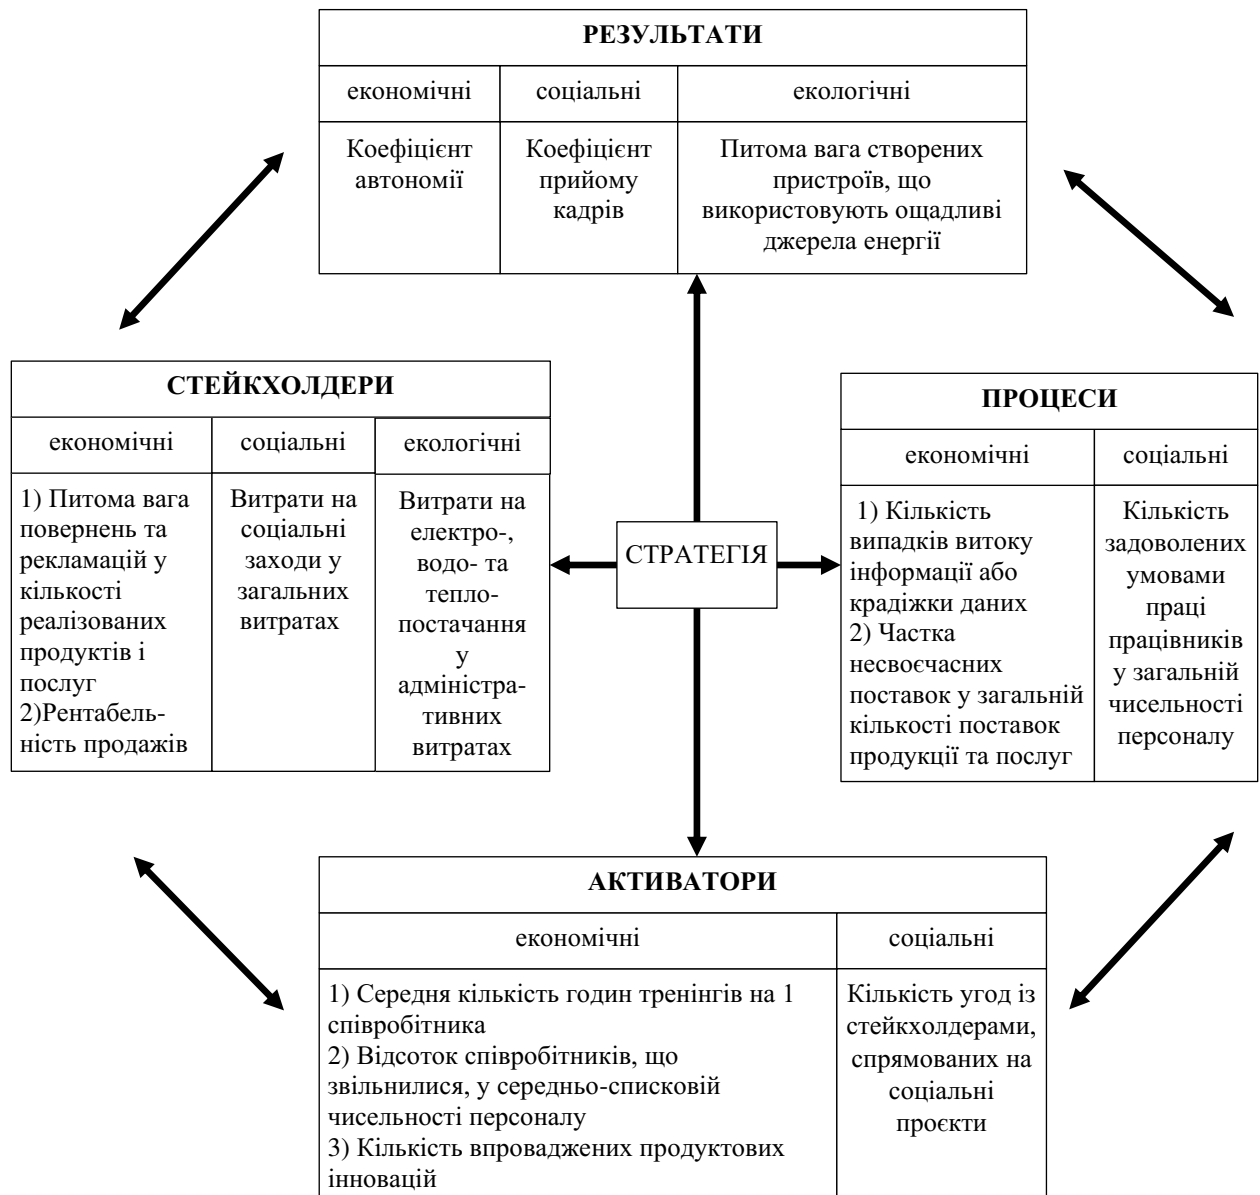 РЕЗУЛЬТАТИ
економічні
соціальні
екологічні
Коефіцієнт
автономії
Коефіцієнт
прийому
кадрів
Питома вага створених
пристроїв, що
використовують ощадливі
джерела енергії
СТЕЙКХОЛДЕРИ
економічні
соціальні
екологічні
1) Питома вага
повернень та
рекламацій у
кількості
реалізованих
продуктів і
послуг
2)Рентабель-
ність продажів
Витрати на
соціальні
заходи у
загальних
витратах
Витрати на
електро-,
водо- та
тепло-
постачання
у
адміністра-
тивних
витратах
СТРАТЕГІЯ
ПРОЦЕСИ
економічні
соціальні
1) Кількість
випадків витоку
інформації або
крадіжки даних
2) Частка
несвоєчасних
поставок у загальній
кількості поставок
продукції та послуг
Кількість
задоволених
умовами
праці
працівників
у загальній
чисельності
персоналу
АКТИВАТОРИ
економічні
соціальні
1) Середня кількість годин тренінгів на 1
співробітника
2) Відсоток співробітників, що
звільнилися, у середньо-списковій
чисельності персоналу
3) Кількість впроваджених продуктових
інновацій
Кількість угод із
стейкхолдерами,
спрямованих на
соціальні
проєкти